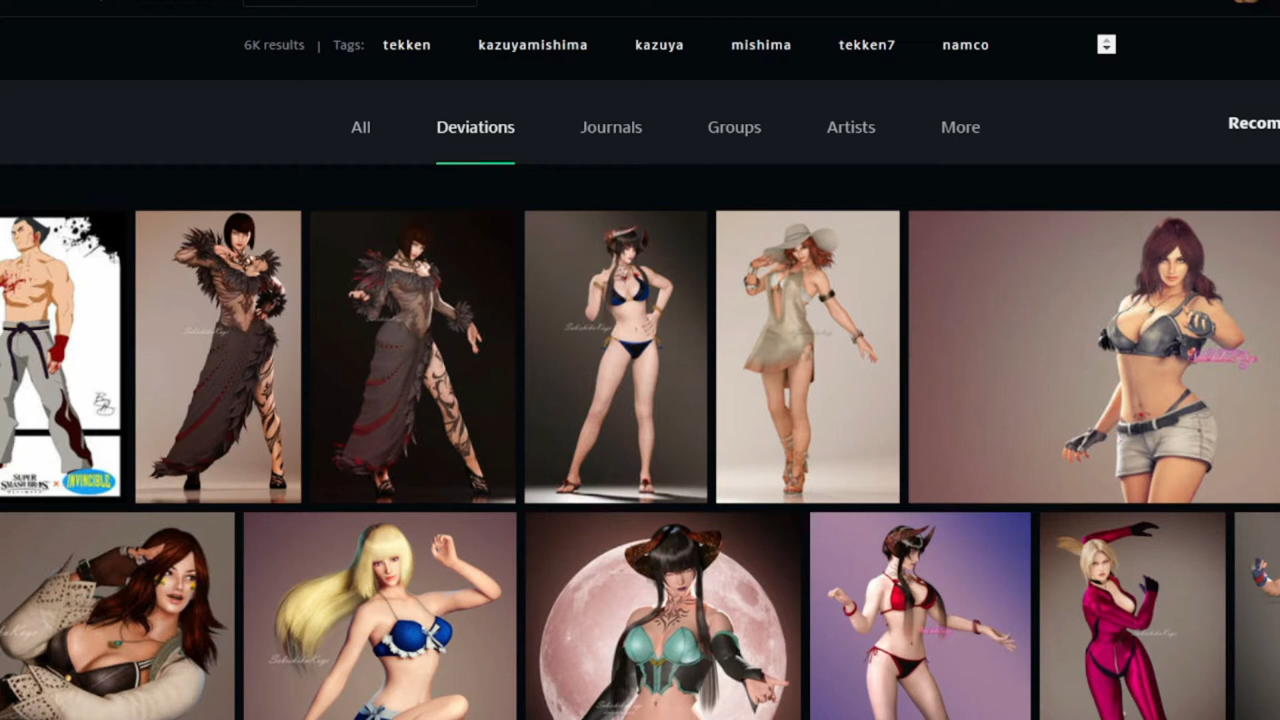 6K results | Tags: tekken kazuyamishima kazuya mishima tekken7 namco
All Deviations Journals Groups Artists More Recom
SUPER
SMASH BROS.
ULTIMATE
x INVINCIBLE